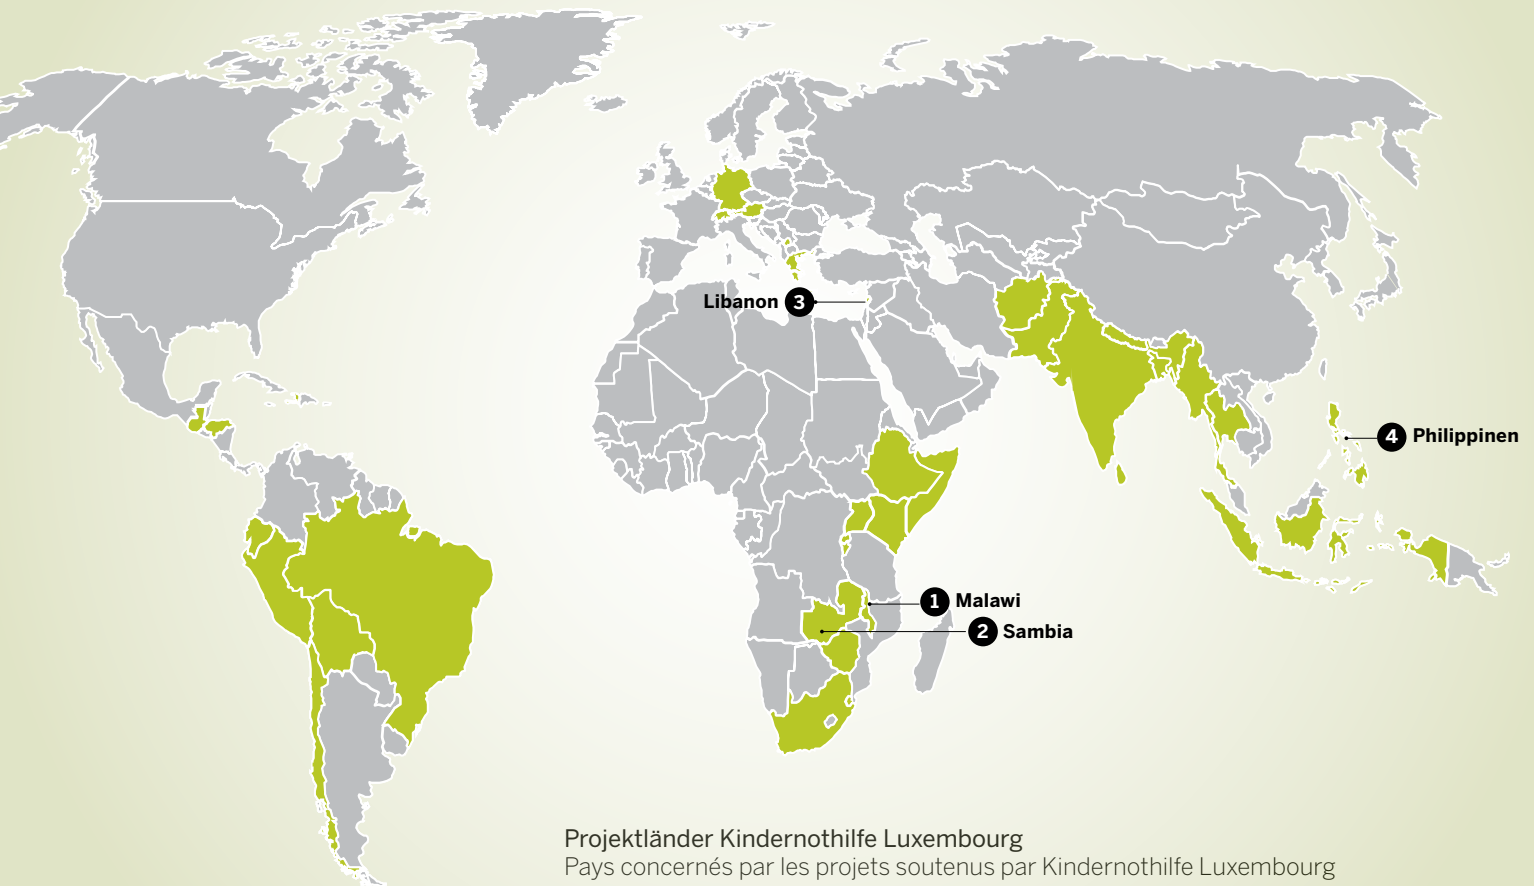 Libanon 3
4 Philippinen
1 Malawi
2 Sambia
Projektländer Kindernothilfe Luxembourg
Pays concernés par les projets soutenus par Kindernothilfe Luxembourg